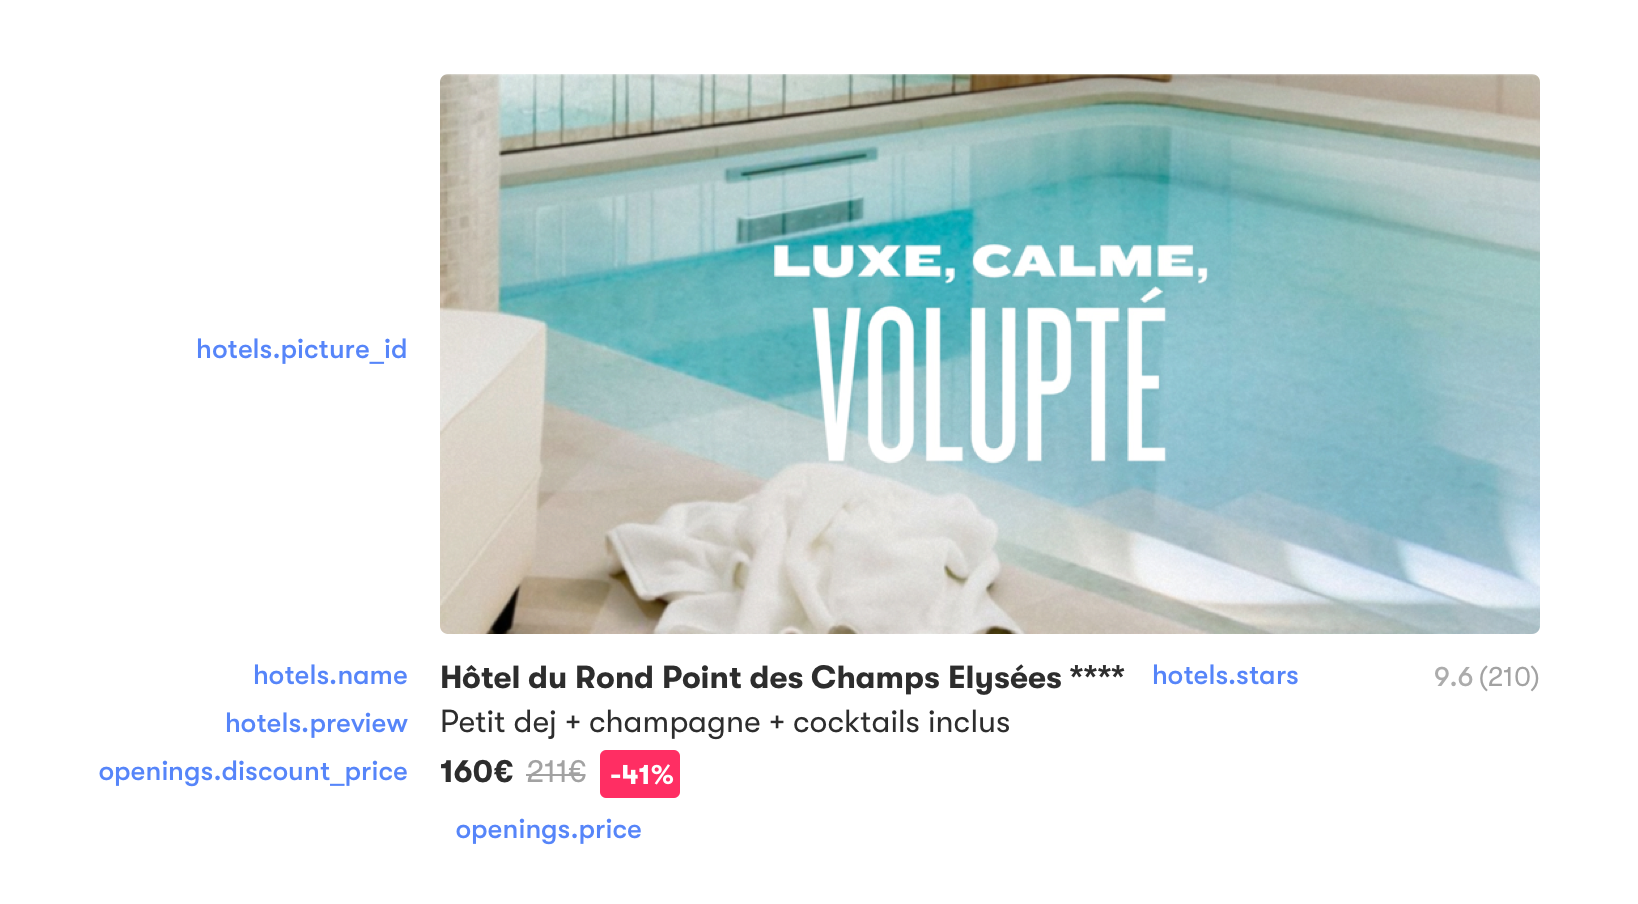 LUXE, CALME,
VOLUPTÉ
hotels.picture_id
hotels.name Hôtel du Rond Point des Champs Elysées **** hotels.stars 9.6 (210)
hotels.preview Petit dej + champagne + cocktails inclus
openings.discount_price 160€ 211€ -41%
openings.price